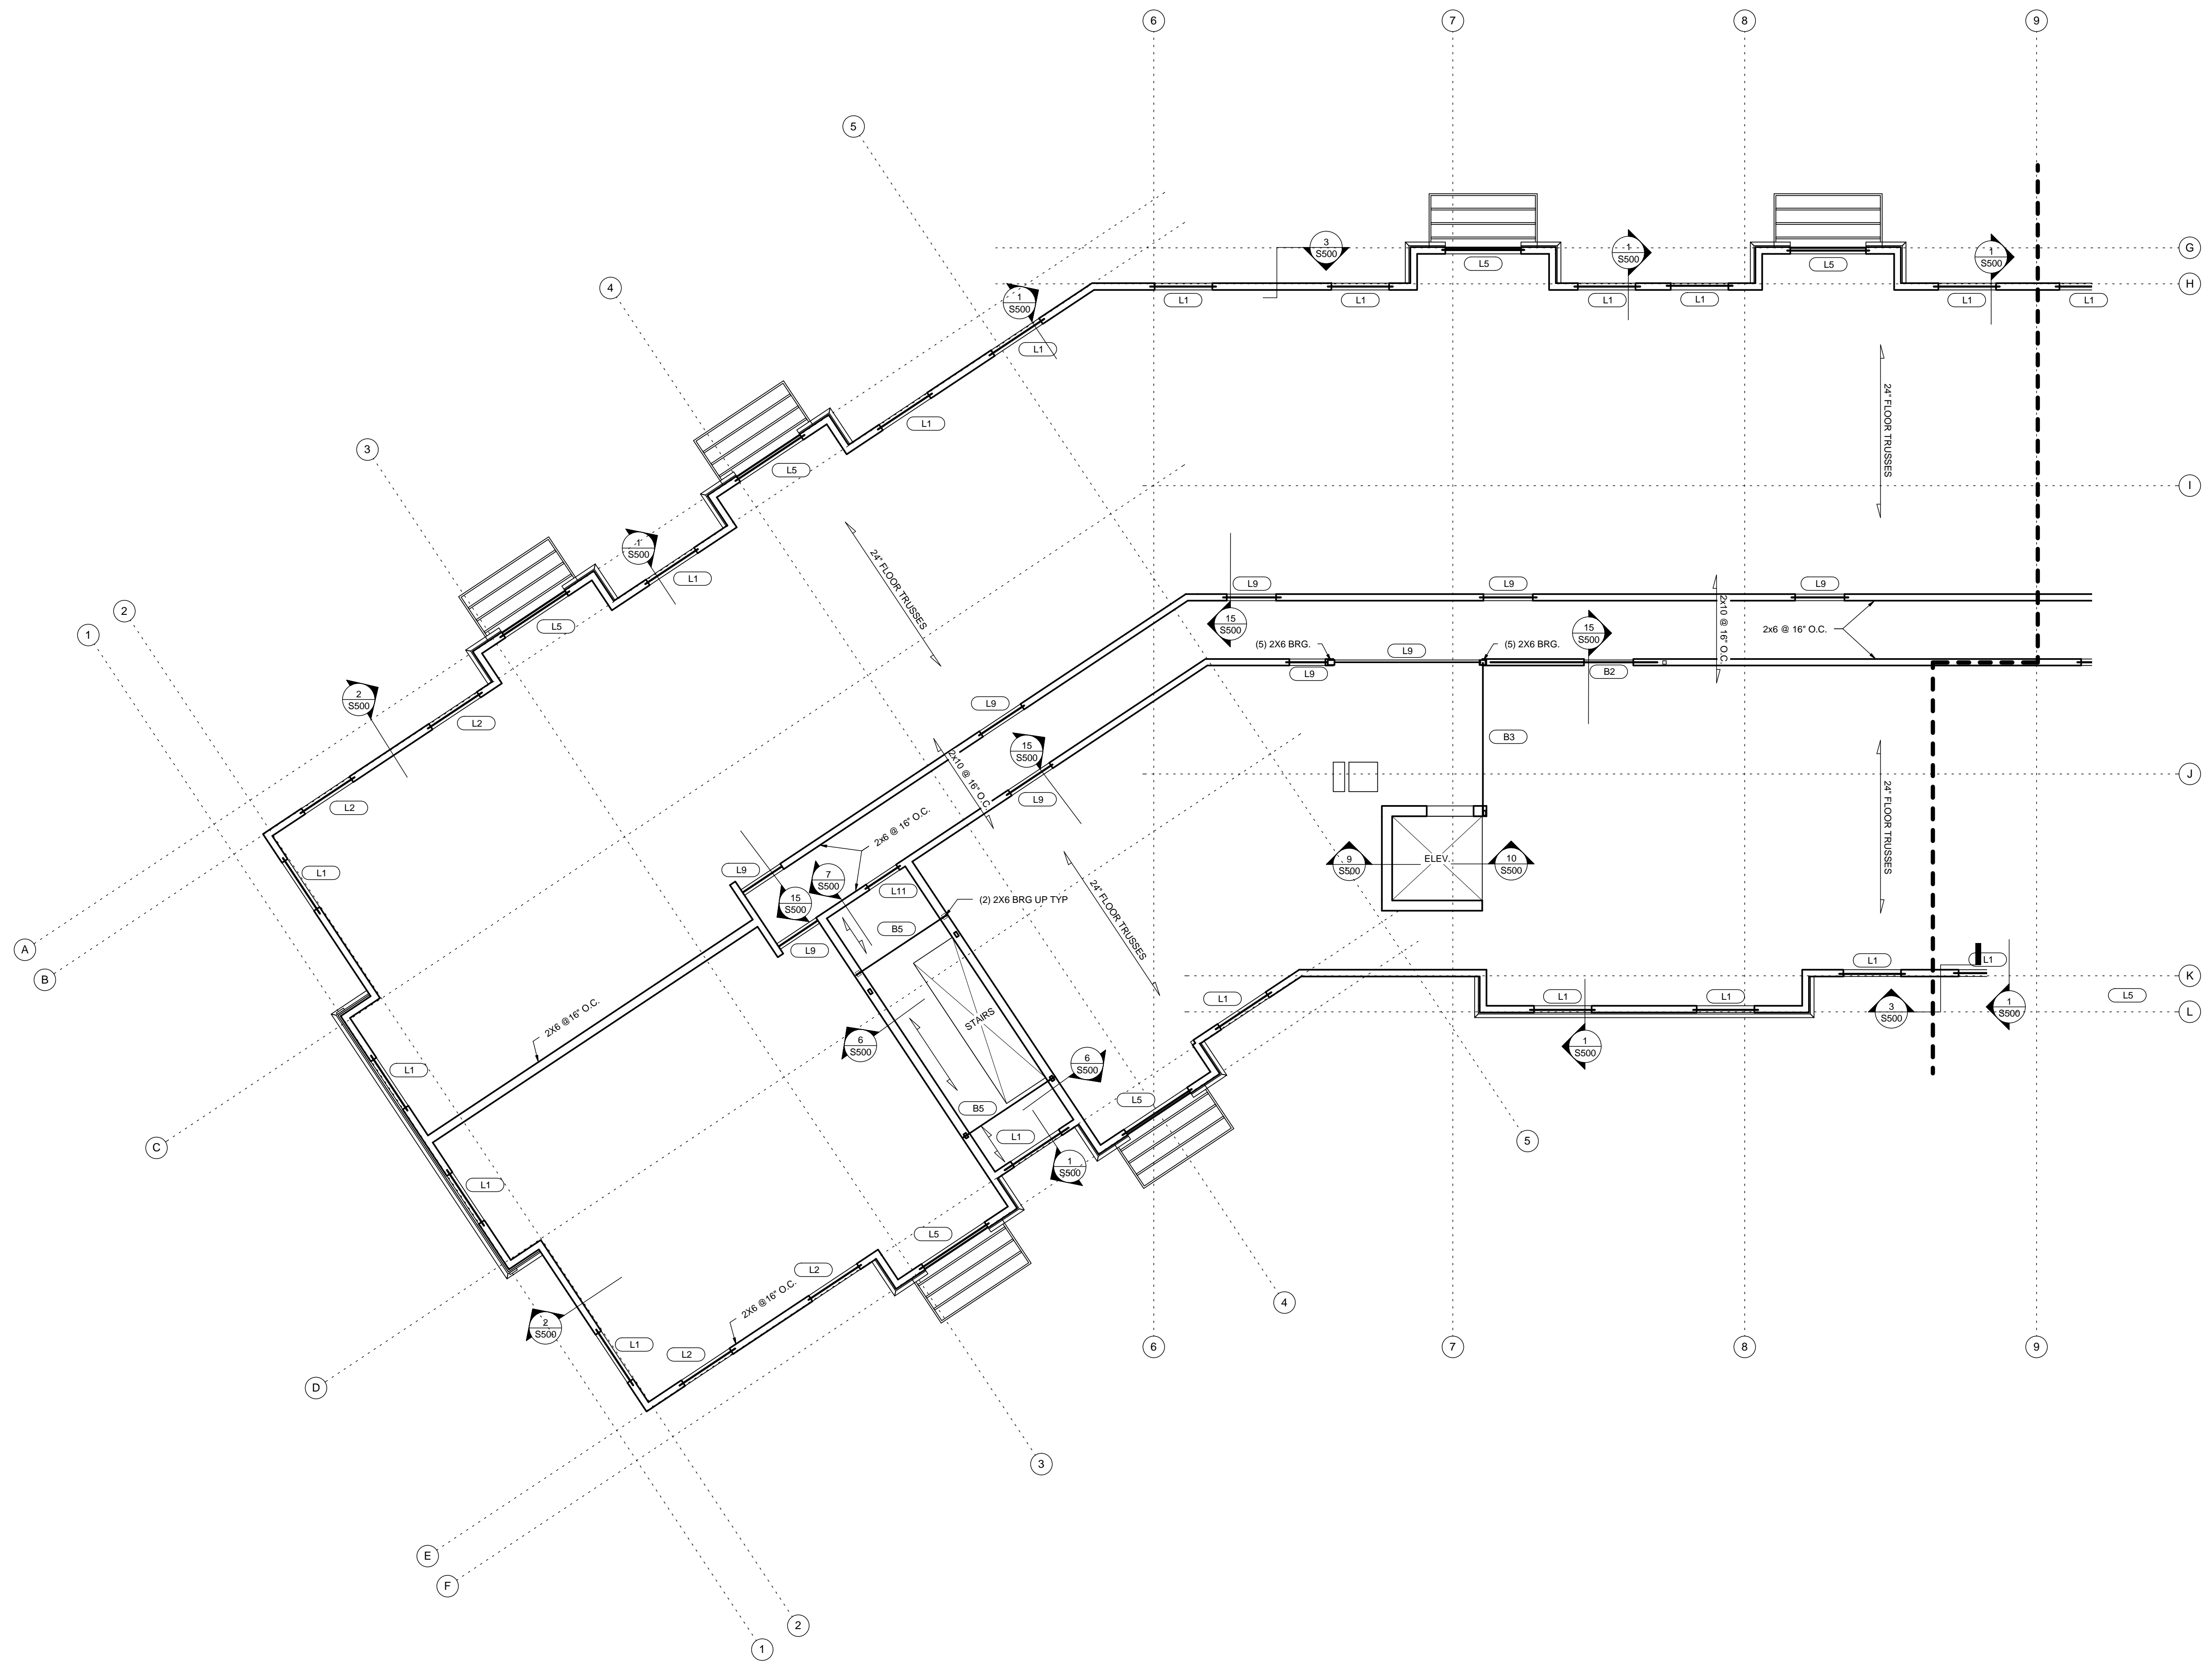 6
7
8
9
5
G
3
S500
1
S500
1
S500
L5
L5
H
4
1
S500
L1
L1
L1
L1
L1
L1
L1
L1
3
L5
24" FLOOR TRUSSES
I
1
S500
L1
24" FLOOR TRUSSES
L9
L9
L9
2
1
L5
15
S500
15
S500
2x10 @ 16" O.C.
2x6 @ 16" O.C.
(5) 2X6 BRG.
L9
(5) 2X6 BRG.
L9
B2
2
S500
L2
L9
15
S500
B3
2x10 @ 16" O.C.
J
L2
L9
24" FLOOR TRUSSES
2x6 @ 16" O.C.
L1
L9
7
S500
15
S500
L11
ELEV.
9
S500
10
S500
(2) 2X6 BRG UP TYP
24" FLOOR TRUSSES
B5
L9
A
B
L1
L1
K
L1
L1
L1
L5
3
S500
1
S500
L
2X6 @16" O.C.
STAIRS
6
S500
1
S500
6
S500
L1
L5
B5
L1
C
5
1
S500
L1
L5
L2
2X6 @16" O.C.
2
S500
L1
L2
4
6
7
8
9
D
3
E
F
2
1